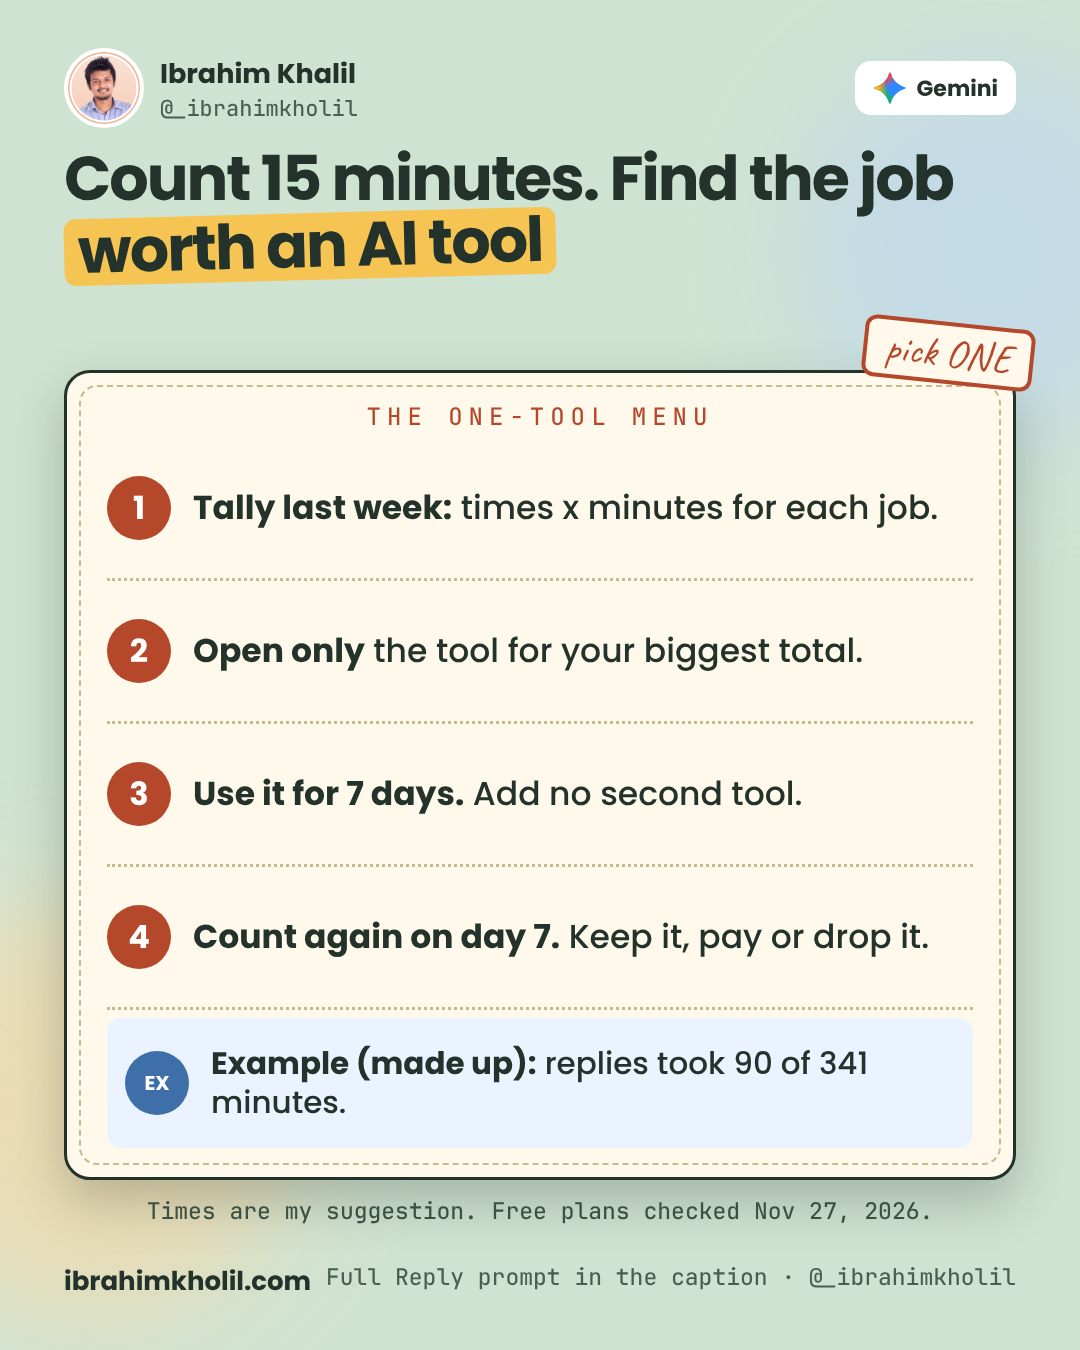 Ibrahim Khalil
@_ibrahimkholil
Gemini
Count 15 minutes. Find the job
worth an AI tool
pick ONE
THE ONE-TOOL MENU
1 Tally last week: times x minutes for each job.
2 Open only the tool for your biggest total.
3 Use it for 7 days. Add no second tool.
4 Count again on day 7. Keep it, pay or drop it.
EX Example (made up): replies took 90 of 341
minutes.
Times are my suggestion. Free plans checked Nov 27, 2026.
ibrahimkholil.com Full Reply prompt in the caption · @_ibrahimkholil